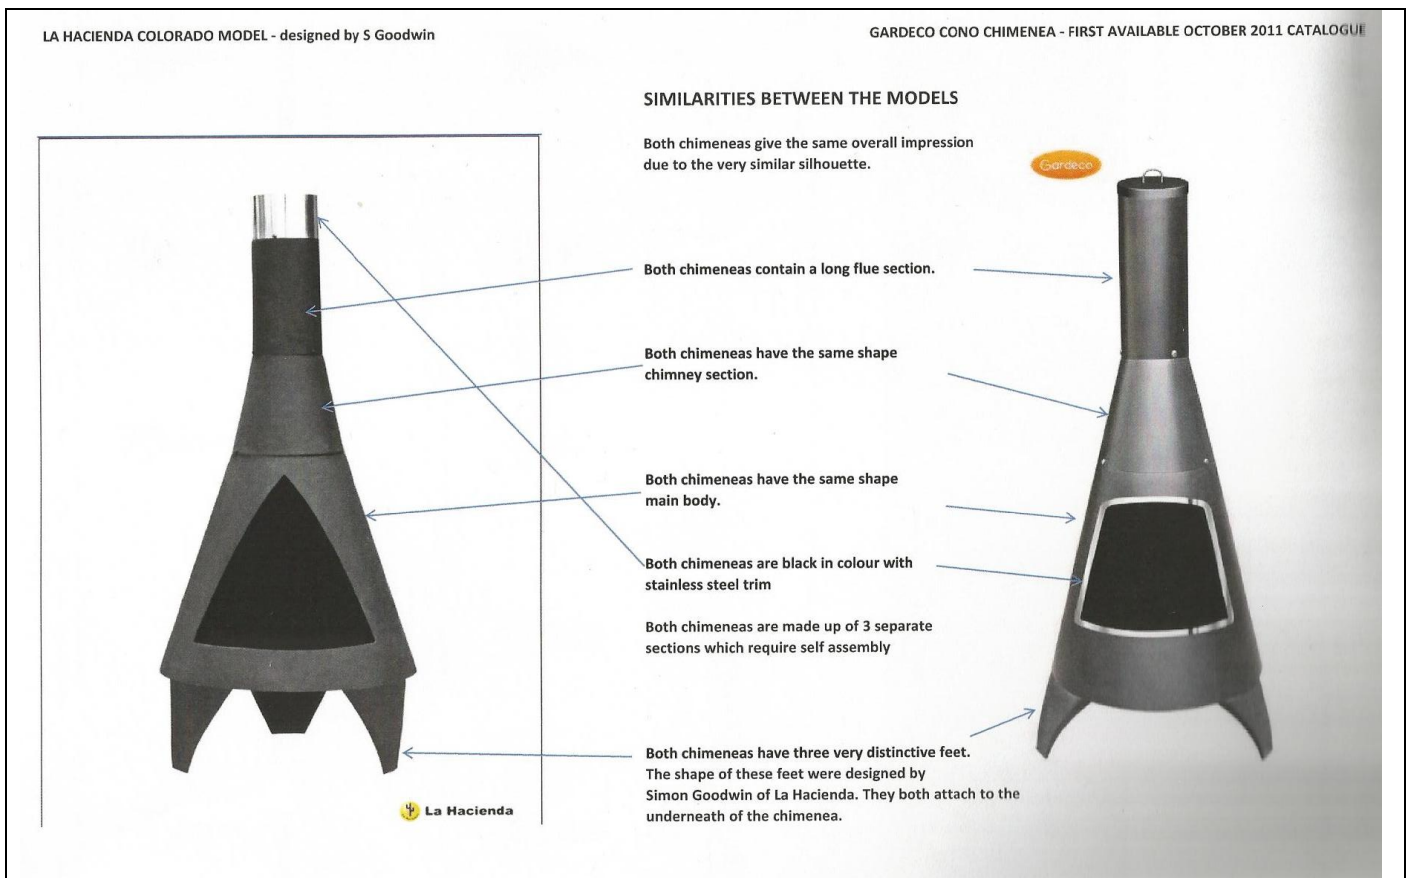 LA HACIENDA COLORADO MODEL - designed by S Goodwin
GARDECO CONO CHIMENEA - FIRST AVAILABLE OCTOBER 2011 CATALOGUE
SIMILARITIES BETWEEN THE MODELS
Both chimeneas give the same overall impression
due to the very similar silhouette.
Gardeco
Both chimeneas contain a long flue section.
Both chimeneas have the same shape
chimney section.
Both chimeneas have the same shape
main body.
Both chimeneas are black in colour with
stainless steel trim
Both chimeneas are made up of 3 separate
sections which require self assembly
Both chimeneas have three very distinctive feet.
The shape of these feet were designed by
Simon Goodwin of La Hacienda. They both attach to the
underneath of the chimenea.
La Hacienda